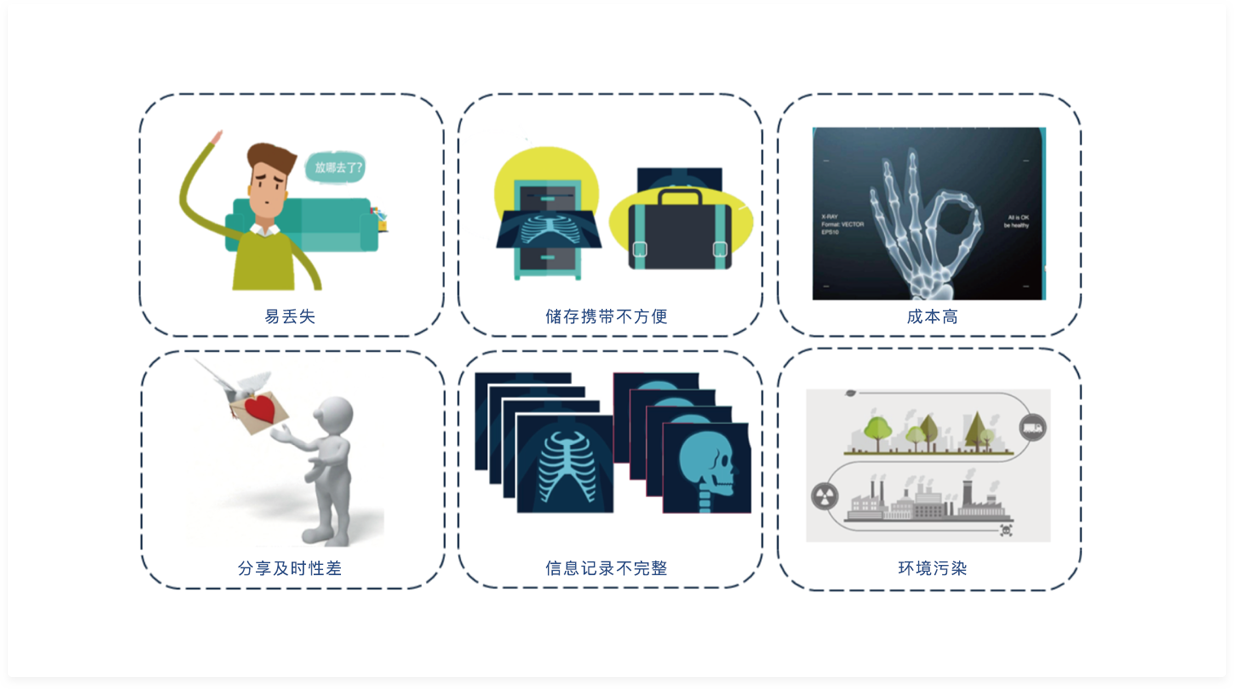 放哪去了?
易丢失
储存携带不方便
X-RAY
Format: VECTOR
EPS10
All is OK
be healthy
成本高
分享及时性差
信息记录不完整
环境污染